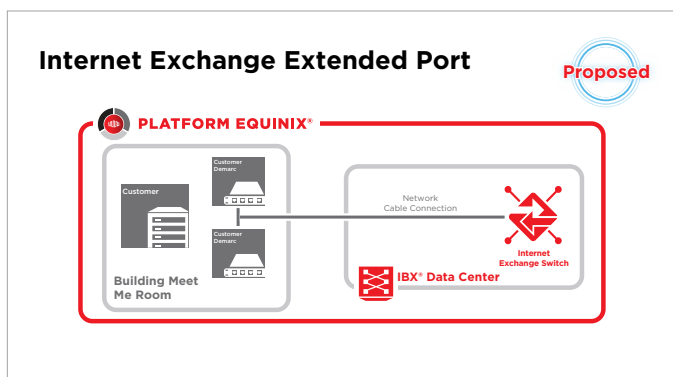 Internet Exchange Extended Port
Proposed
PLATFORM EQUINIX®
Customer
Demarc
Customer
Network
Cable Connection
Customer
Demarc
Internet
Exchange Switch
Building Meet
Me Room
IBX® Data Center